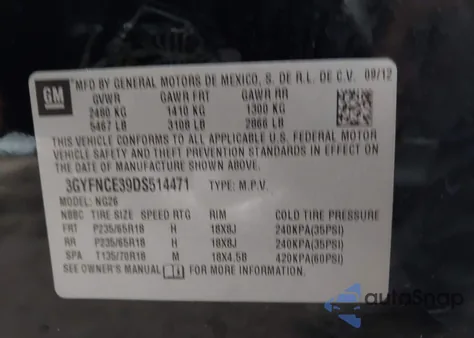 GM
MFD BY GENERAL MOTORS DE MEXICO, S. DE R.L. DE C.V. 09/12
GVWR GAWR FRT GAWR RR
2480 KG 1410 KG 1300 KG
5467 LB 3108 LB 2866 LB
THIS VEHICLE CONFORMS TO ALL APPLICABLE U.S. FEDERAL MOTOR
VEHICLE SAFETY AND THEFT PREVENTION STANDARDS IN EFFECT ON THE
DATE OF MANUFACTURE SHOWN ABOVE.
3GYFNCE39DS514471 TYPE: M.P.V.
MODEL: NG26
NBBC TIRE SIZE SPEED RTG RIM COLD TIRE PRESSURE
FRT P235/65R18 H 18X8J 240KPA(35PSI)
RR P235/65R18 H 18X8J 240KPA(35PSI)
SPA T135/70R18 M 18X4.5B 420KPA(60PSI)
SEE OWNER'S MANUAL FOR MORE INFORMATION.
autoSnap